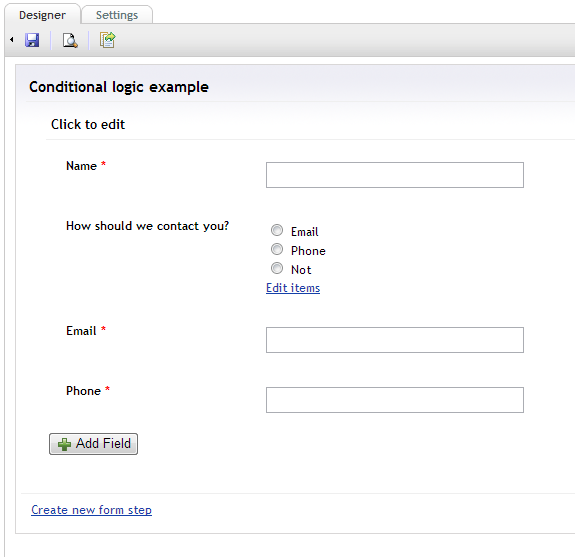 Designer
Settings
Conditional logic example
Click to edit
Name *
How should we contact you?
Email
Phone
Not
Edit items
Email *
Phone *
Add Field
Create new form step